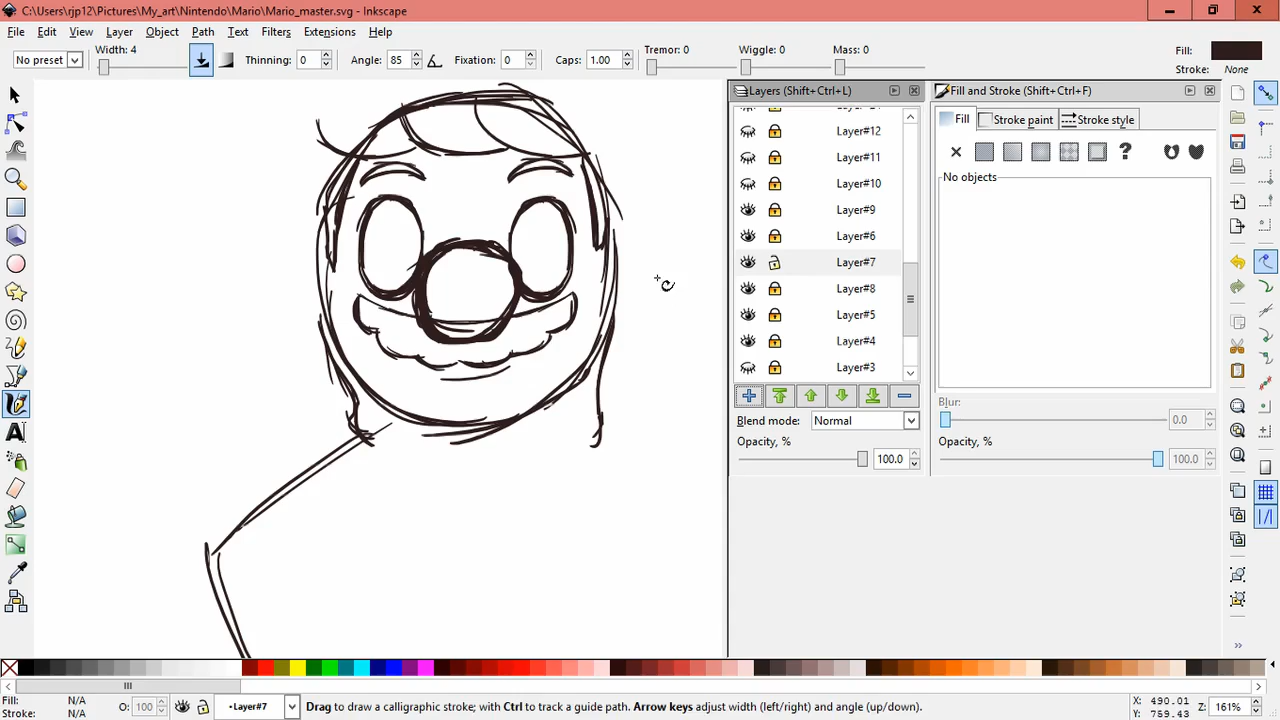 C:\Users\rjp12\Pictures\My_art\Nintendo\Mario\Mario_master.svg - Inkscape
File Edit View Layer Object Path Text Filters Extensions Help
No preset Width: 4 Thinning: 0 Angle: 85 Fixation: 0 Caps: 1.00 Tremor: 0 Wiggle: 0 Mass: 0 Fill:
Stroke: None
Layers (Shift+Ctrl+L) Fill and Stroke (Shift+Ctrl+F)
Fill Stroke paint Stroke style
Layer#12
Layer#11
?
No objects
Layer#10
Layer#9
Layer#6
Layer#7
Layer#8
Layer#5
Layer#4
Layer#3
Blur:
Blend mode: Normal 0.0
Opacity, % Opacity, %
100.0 100.0
A
Fill: N/A
Stroke: N/A O: 100 •Layer#7 Drag to draw a calligraphic stroke; with Ctrl to track a guide path. Arrow keys adjust width (left/right) and angle (up/down). X: 490.01
Y: 789.43 Z: 161%